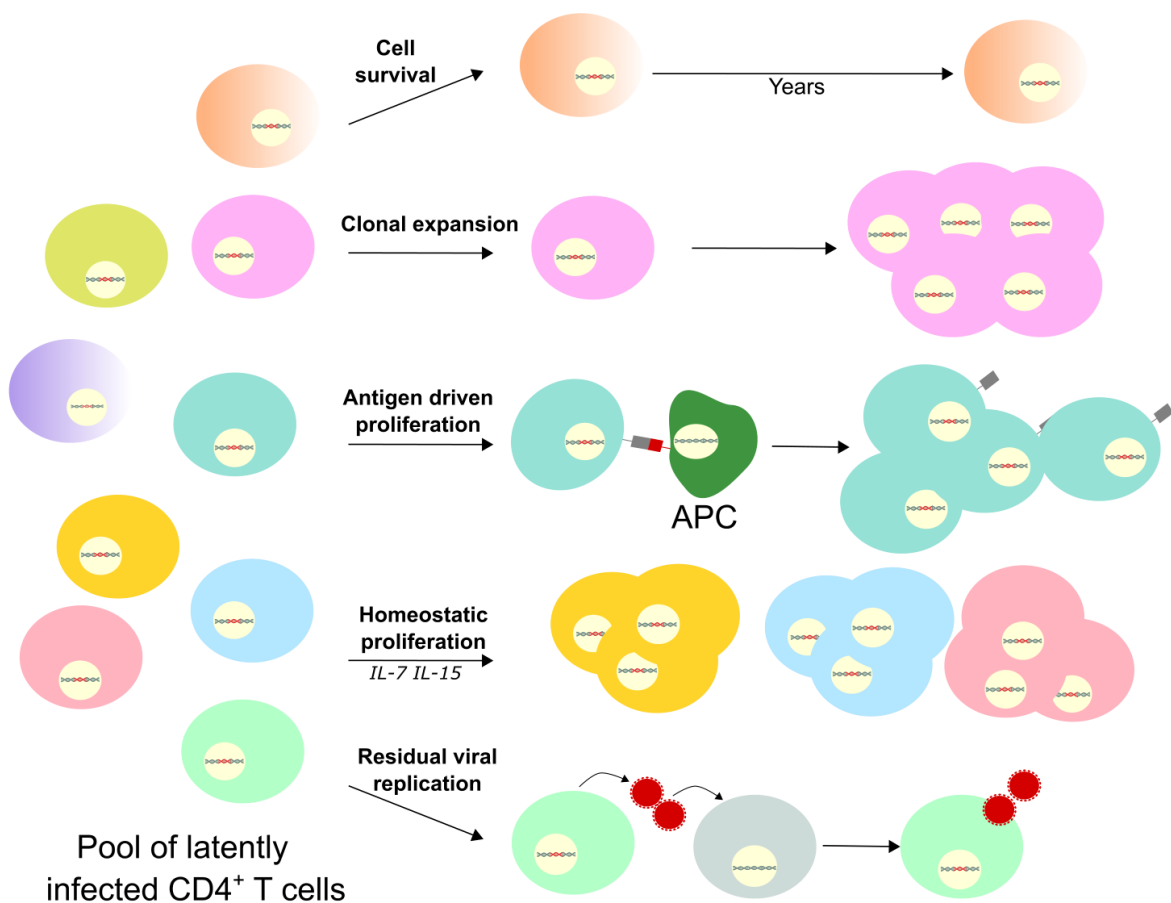 Cell
survival
Years
Clonal expansion
Antigen driven
proliferation
APC
Homeostatic
proliferation
IL-7 IL-15
Residual viral
replication
Pool of latently
infected CD4⁺ T cells